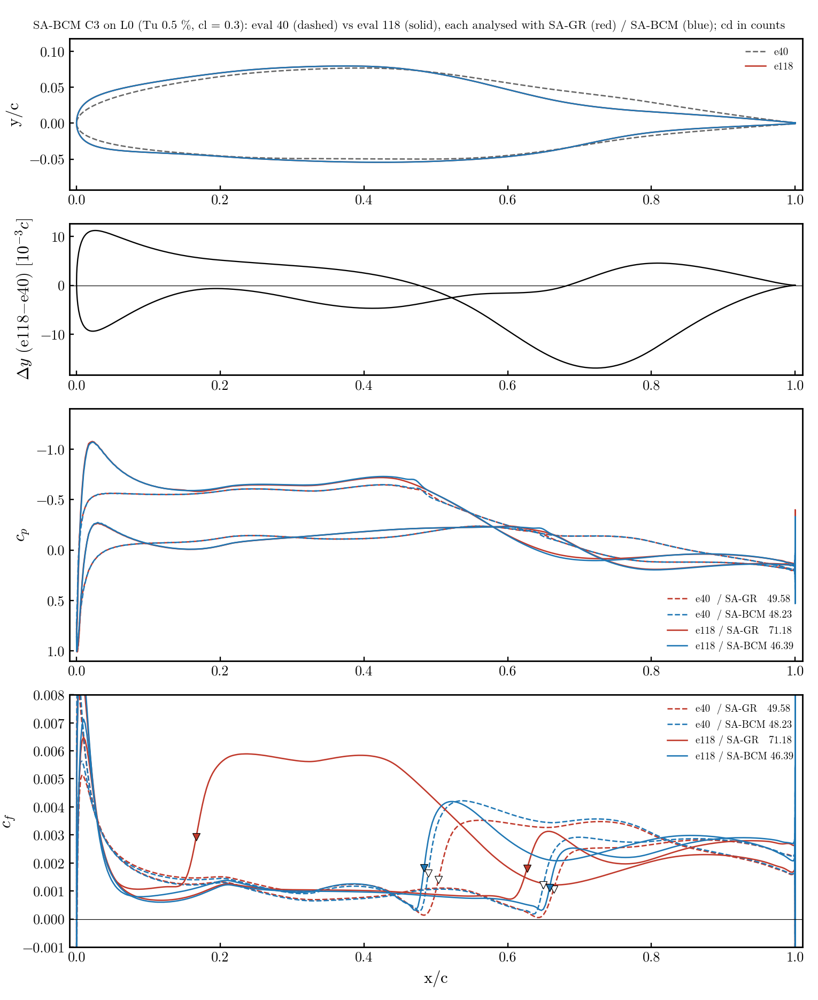 SA-BCM C3 on L0 (Tu 0.5 %, cl = 0.3): eval 40 (dashed) vs eval 118 (solid), each analysed with SA-GR (red) / SA-BCM (blue); cd in counts
0.10
0.05
0.00
−0.05
y/c
e40
e118
0.0 0.2 0.4 0.6 0.8 1.0
10
0
−10
Δy (e118−e40) [10⁻³c]
0.0 0.2 0.4 0.6 0.8 1.0
−1.0
−0.5
0.0
0.5
1.0
c_p
e40 / SA-GR 49.58
e40 / SA-BCM 48.23
e118 / SA-GR 71.18
e118 / SA-BCM 46.39
0.0 0.2 0.4 0.6 0.8 1.0
0.008
0.007
0.006
0.005
0.004
0.003
0.002
0.001
0.000
−0.001
c_f
e40 / SA-GR 49.58
e40 / SA-BCM 48.23
e118 / SA-GR 71.18
e118 / SA-BCM 46.39
0.0 0.2 0.4 0.6 0.8 1.0
x/c